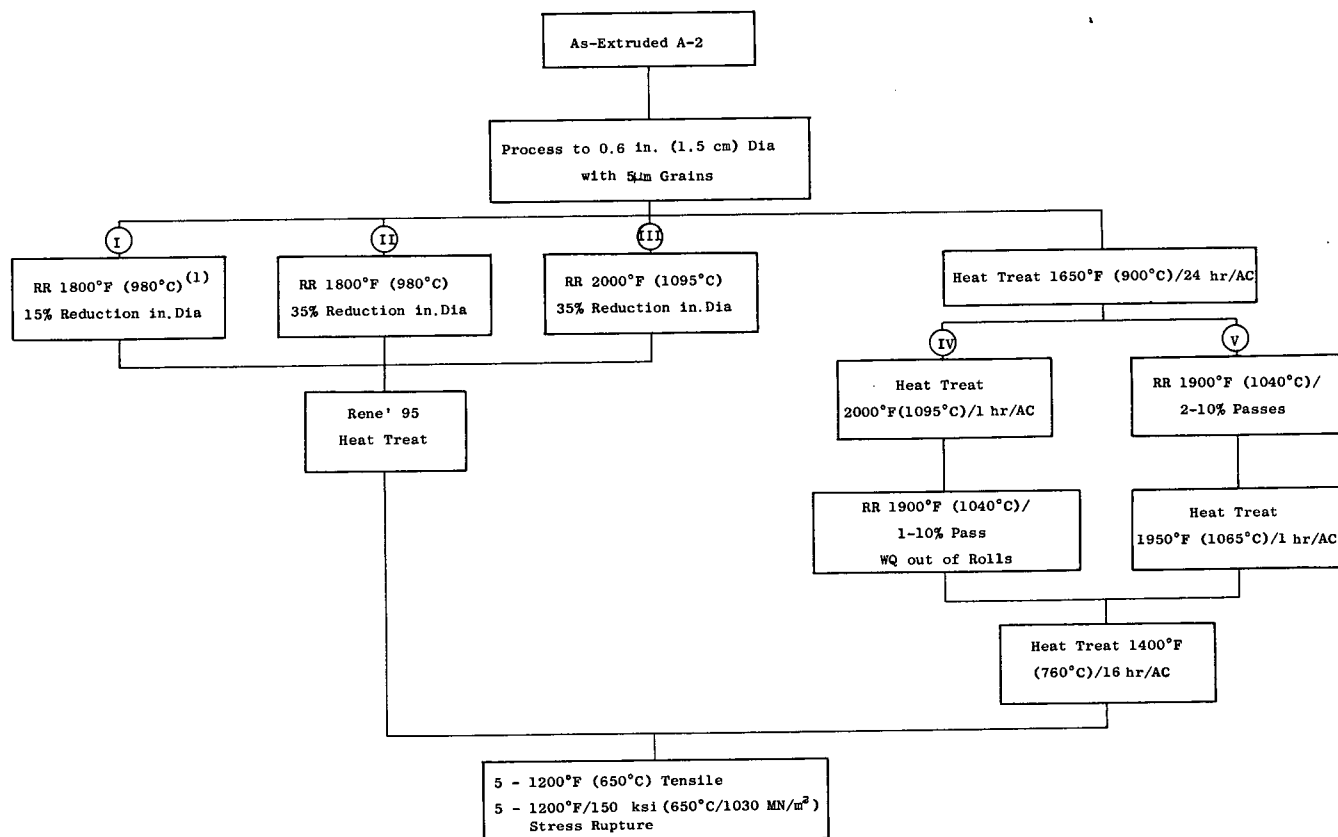 As-Extruded A-2
Process to 0.6 in. (1.5 cm) Dia
with 5μm Grains
I
RR 1800°F (980°C)(1)
15% Reduction in.Dia
II
RR 1800°F (980°C)
35% Reduction in.Dia
III
RR 2000°F (1095°C)
35% Reduction in.Dia
Heat Treat 1650°F (900°C)/24 hr/AC
Rene' 95
Heat Treat
IV
Heat Treat
2000°F(1095°C)/1 hr/AC
V
RR 1900°F (1040°C)/
2-10% Passes
RR 1900°F (1040°C)/
1-10% Pass
WQ out of Rolls
Heat Treat
1950°F (1065°C)/1 hr/AC
Heat Treat 1400°F
(760°C)/16 hr/AC
5 - 1200°F (650°C) Tensile
5 - 1200°F/150 ksi (650°C/1030 MN/m²)
Stress Rupture